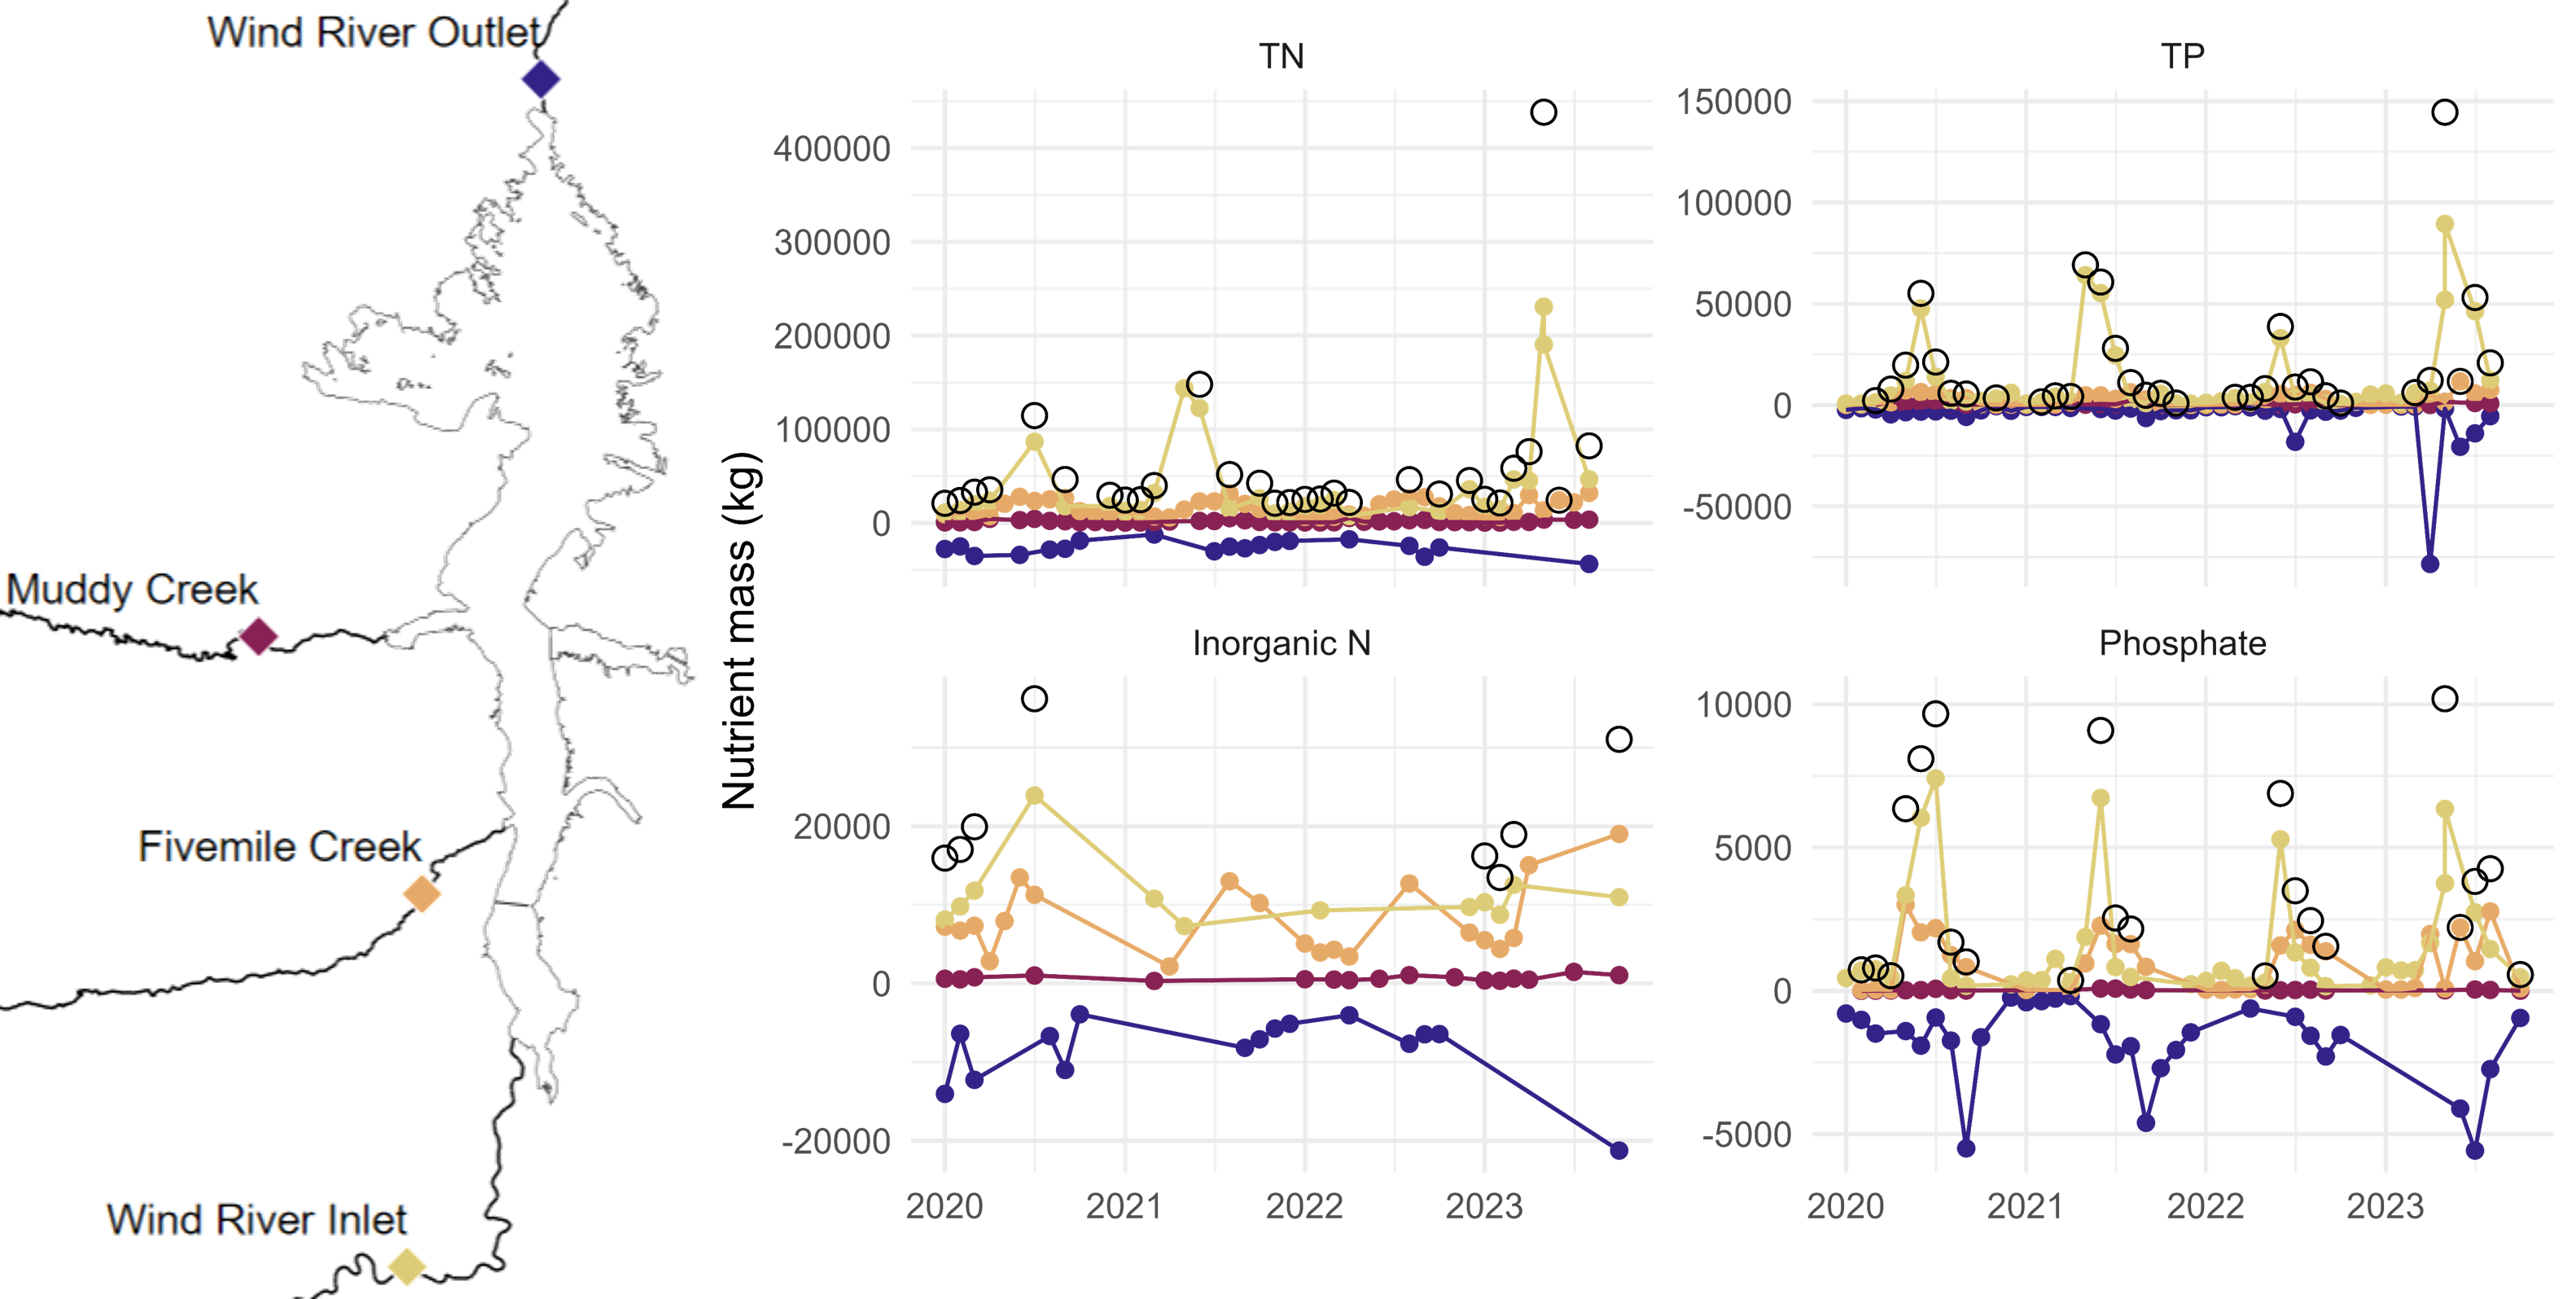 Wind River Outlet
Muddy Creek
Fivemile Creek
Wind River Inlet
Nutrient mass (kg)
TN
400000
300000
200000
100000
0
TP
150000
100000
50000
0
-50000
Inorganic N
20000
0
-20000
2020 2021 2022 2023
Phosphate
10000
5000
0
-5000
2020 2021 2022 2023